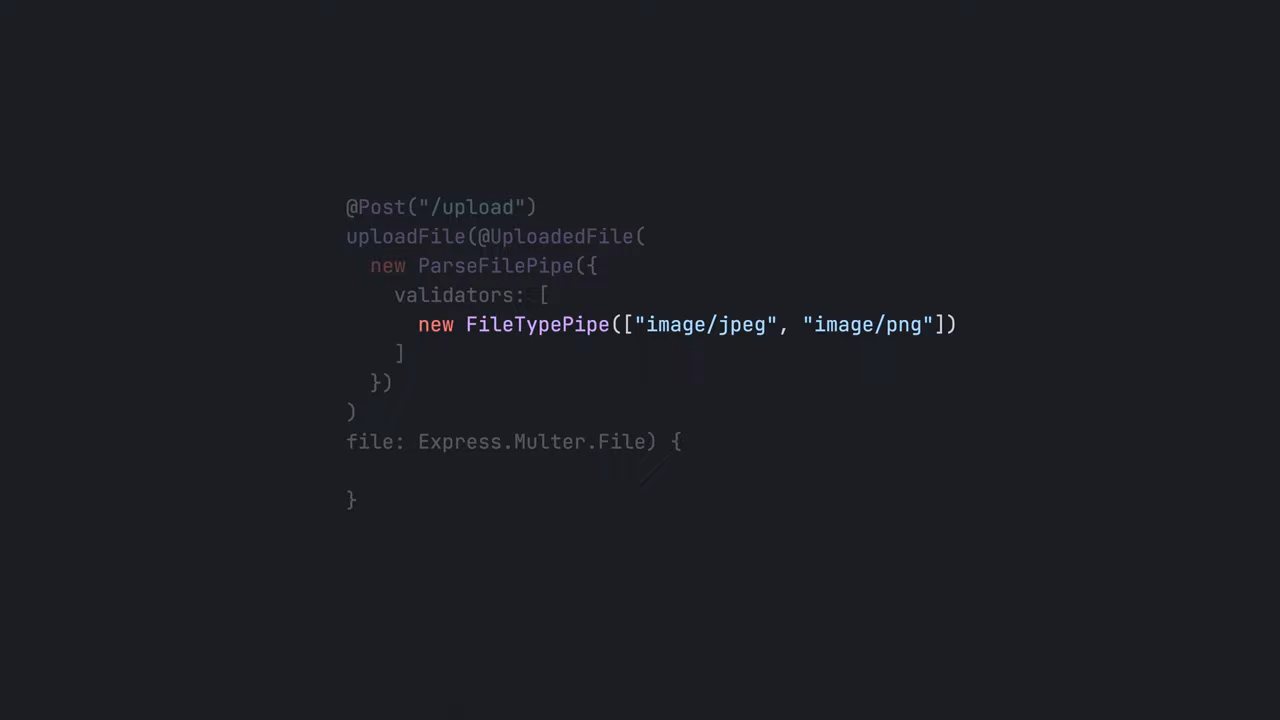 @Post("/upload")
uploadFile(@UploadedFile(
  new ParseFilePipe({
    validators: [
      new FileTypePipe(["image/jpeg", "image/png"])
    ]
  })
)
file: Express.Multer.File) {
}